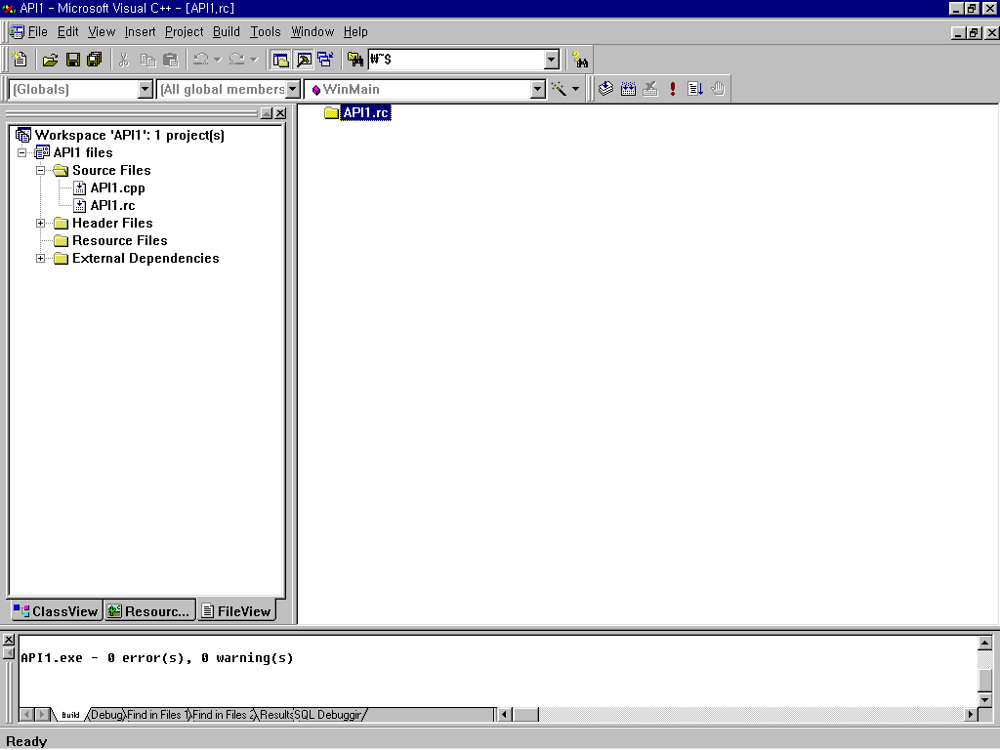 API1 - Microsoft Visual C++ - [API1.rc]
File Edit View Insert Project Build Tools Window Help
₩~$
(Globals) (All global members WinMain
API1.rc
Workspace 'API1': 1 project(s)
API1 files
Source Files
API1.cpp
API1.rc
Header Files
Resource Files
External Dependencies
ClassView Resourc... FileView
API1.exe - 0 error(s), 0 warning(s)
Build Debug Find in Files 1 Find in Files 2 Results SQL Debuggin
Ready